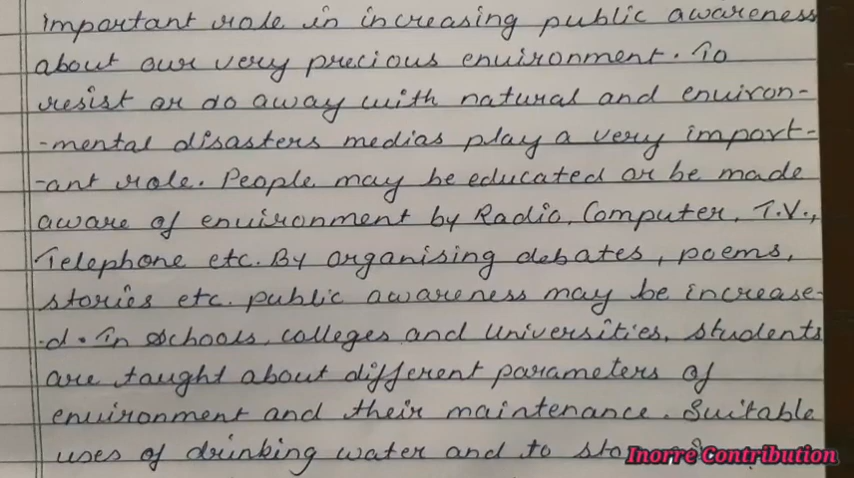 important role in increasing public awareness
about our very precious environment. To
resist or do away with natural and environ-
-mental disasters medias play a very import-
-ant role. People may be educated or be made
aware of environment by Radio, Computer, T.V.,
Telephone etc. By organising debates, poems,
stories etc. public awareness may be increase-
-d. In schools, colleges and Universities, students
are taught about different parameters of
environment and their maintenance. Suitable
uses of drinking water and to
Inorre Contribution